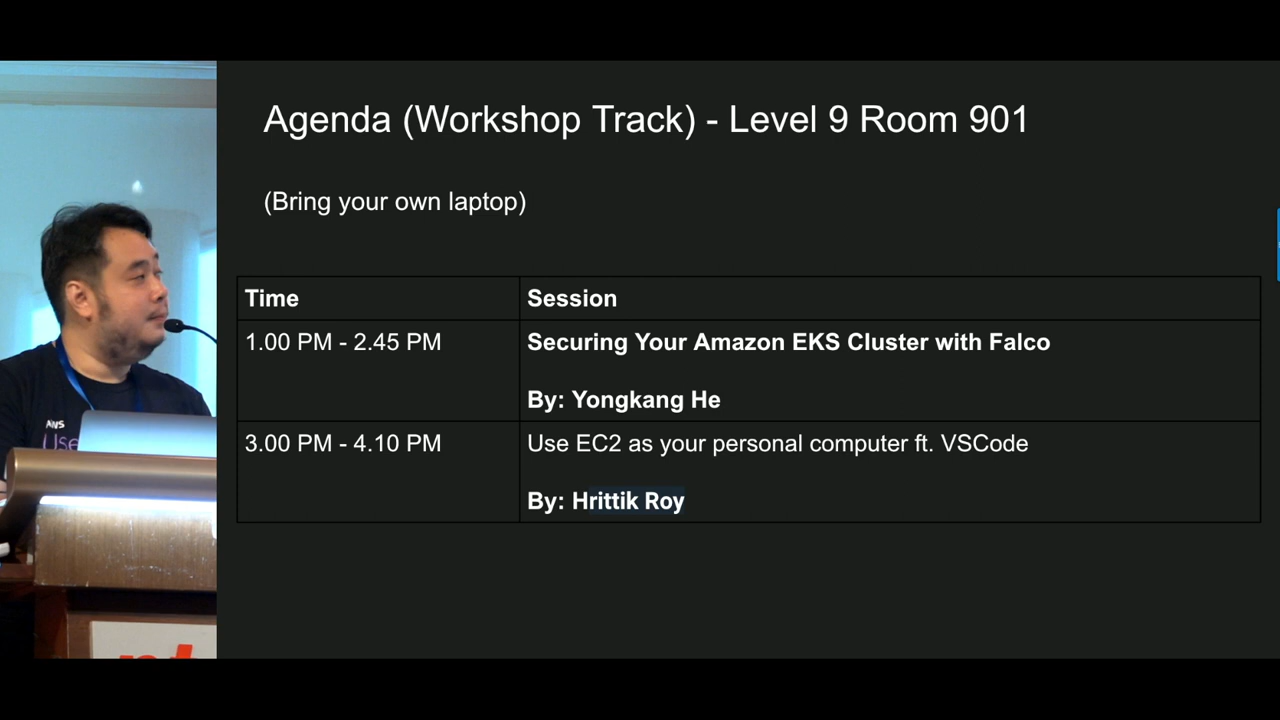 Agenda (Workshop Track) - Level 9 Room 901
(Bring your own laptop)
Time
Session
1.00 PM - 2.45 PM
Securing Your Amazon EKS Cluster with Falco
By: Yongkang He
3.00 PM - 4.10 PM
Use EC2 as your personal computer ft. VSCode
By: Hrittik Roy
AWS
Use